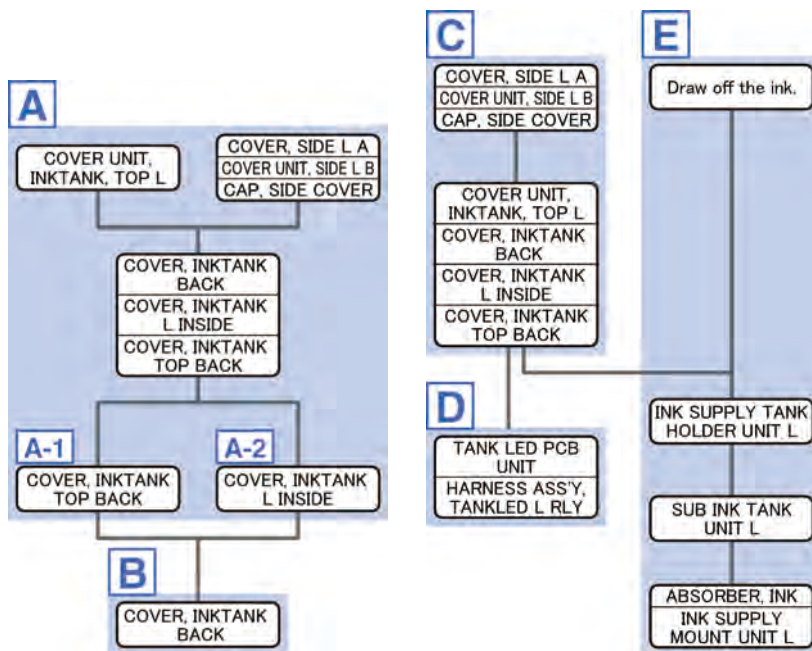 A
COVER UNIT,
INKTANK, TOP L
COVER, SIDE L A
COVER UNIT, SIDE L B
CAP, SIDE COVER
COVER, INKTANK
BACK
COVER, INKTANK
L INSIDE
COVER, INKTANK
TOP BACK
A-1
COVER, INKTANK
TOP BACK
A-2
COVER, INKTANK
L INSIDE
B
COVER, INKTANK
BACK
C
COVER, SIDE L A
COVER UNIT, SIDE L B
CAP, SIDE COVER
COVER UNIT,
INKTANK, TOP L
COVER, INKTANK
BACK
COVER, INKTANK
L INSIDE
COVER, INKTANK
TOP BACK
D
TANK LED PCB
UNIT
HARNESS ASS'Y,
TANKLED L RLY
E
Draw off the ink.
INK SUPPLY TANK
HOLDER UNIT L
SUB INK TANK
UNIT L
ABSORBER, INK
INK SUPPLY
MOUNT UNIT L